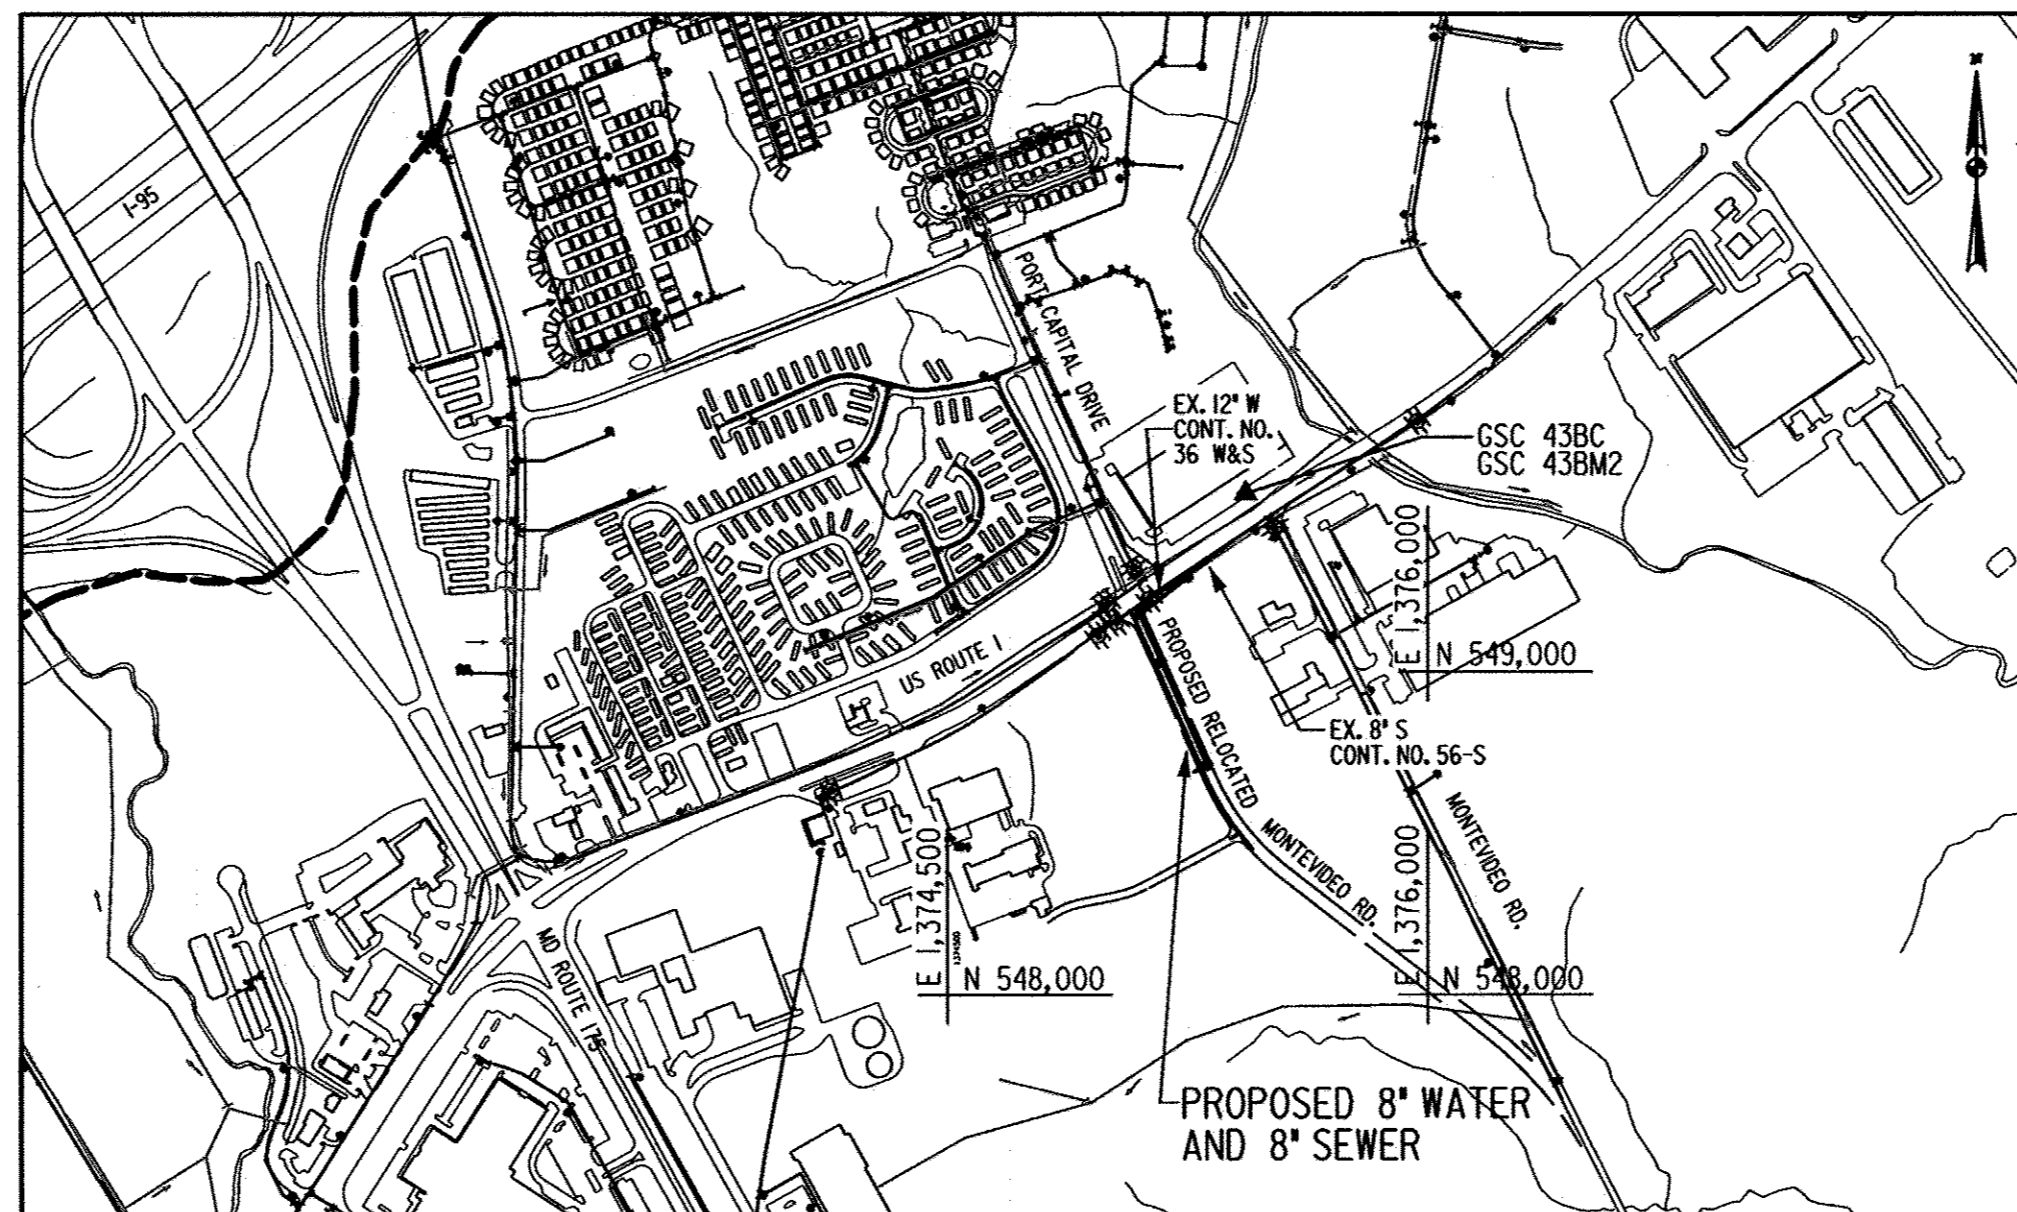 I-95
PORT CAPITAL DRIVE
EX. 12" W
CONT. NO.
36 W&S
GSC 43BC
GSC 43BM2
E 1,376,000
N 549,000
US ROUTE 1
PROPOSED RELOCATED
MONTEVIDEO RD.
EX. 8" S
CONT. NO. 56-S
MONTEVIDEO RD.
E 1,374,500
1374500
N 548,000
E 1,376,000
N 548,000
MD ROUTE 175
PROPOSED 8" WATER
AND 8" SEWER